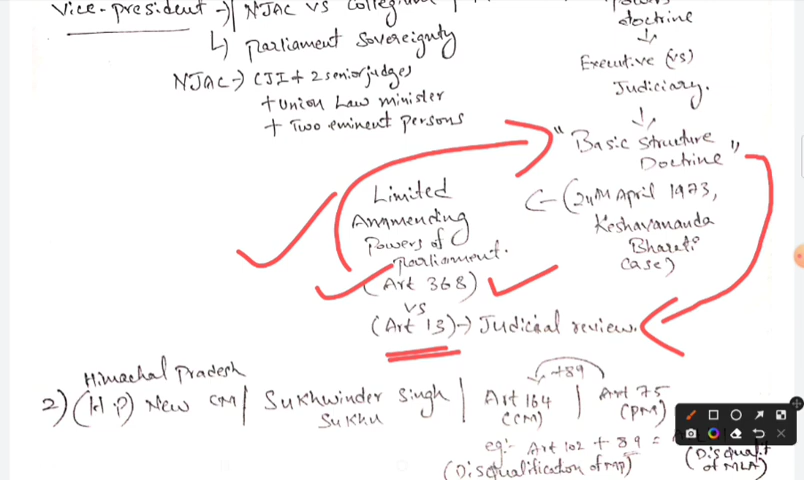 Vice-president → | NJAC vs Collegium
↳ Parliament Sovereignty
NJAC → CJI + 2 senior judges
+ Union Law minister
+ Two eminent persons
Powers
doctrine
↓
Executive (vs)
Judiciary.
↓
"Basic structure
Doctrine"
← (24th April 1973,
Keshavananda
Bharati
case)
Limited
Ammending
Powers of
parliament.
(Art 368)
vs
(Art 13) → Judicial review.
Himachal Pradesh
2) (H.P) New CM | Sukhwinder Singh | Art 164 | Art 75
Sukhu
(CM)
(PM)
+89
eg:- Art 102 + 89 =
(Disqualification of MP)
(Disqualif
of MLA)